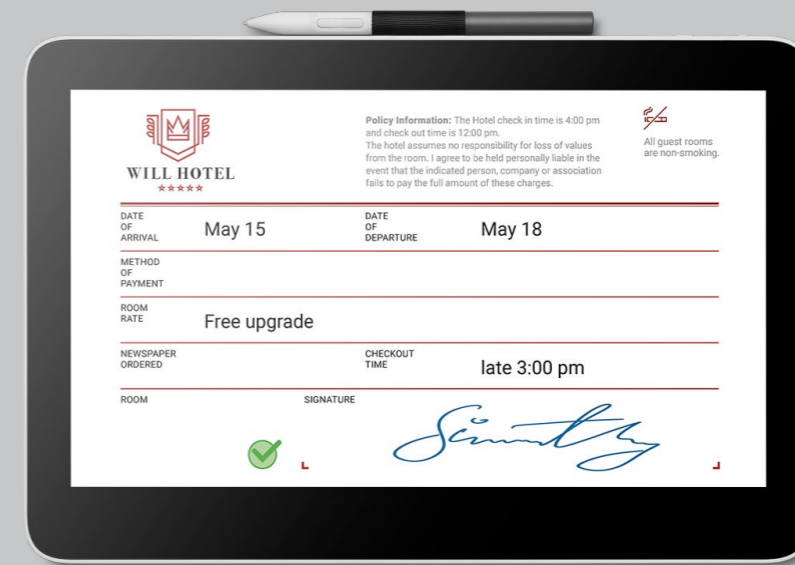 Policy Information: The Hotel check in time is 4:00 pm
and check out time is 12:00 pm.
The hotel assumes no responsibility for loss of values
from the room. I agree to be held personally liable in the
event that the indicated person, company or association
fails to pay the full amount of these charges.
All guest rooms
are non-smoking.
WILL HOTEL
DATE
OF
ARRIVAL
May 15
DATE
OF
DEPARTURE
May 18
METHOD
OF
PAYMENT
ROOM
RATE
Free upgrade
NEWSPAPER
ORDERED
CHECKOUT
TIME
late 3:00 pm
ROOM
SIGNATURE